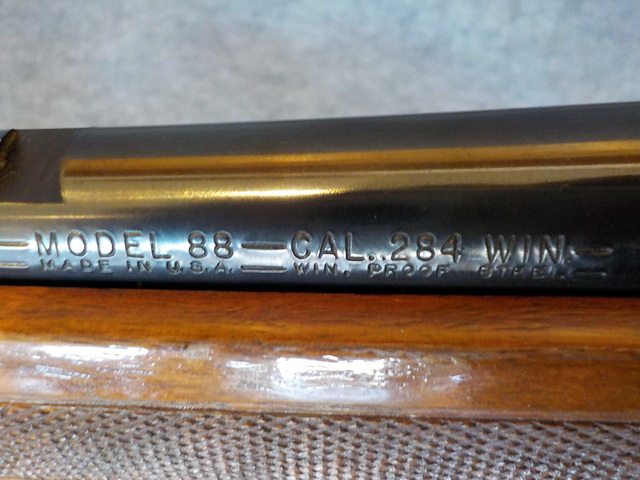 — MODEL 88 — CAL. .284 WIN. —
— MADE IN U.S.A. — WIN. PROOF STEEL —